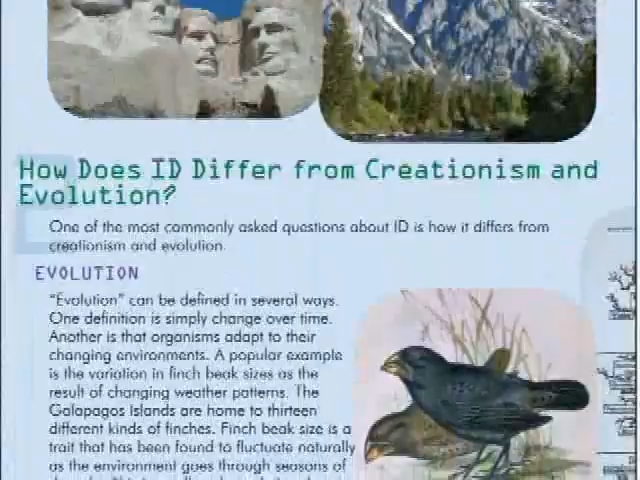 How Does ID Differ from Creationism and
Evolution?
One of the most commonly asked questions about ID is how it differs from
creationism and evolution.
EVOLUTION
"Evolution" can be defined in several ways.
One definition is simply change over time.
Another is that organisms adapt to their
changing environments. A popular example
is the variation in finch beak sizes as the
result of changing weather patterns. The
Galapagos Islands are home to thirteen
different kinds of finches. Finch beak size is a
trait that has been found to fluctuate naturally
as the environment goes through seasons of